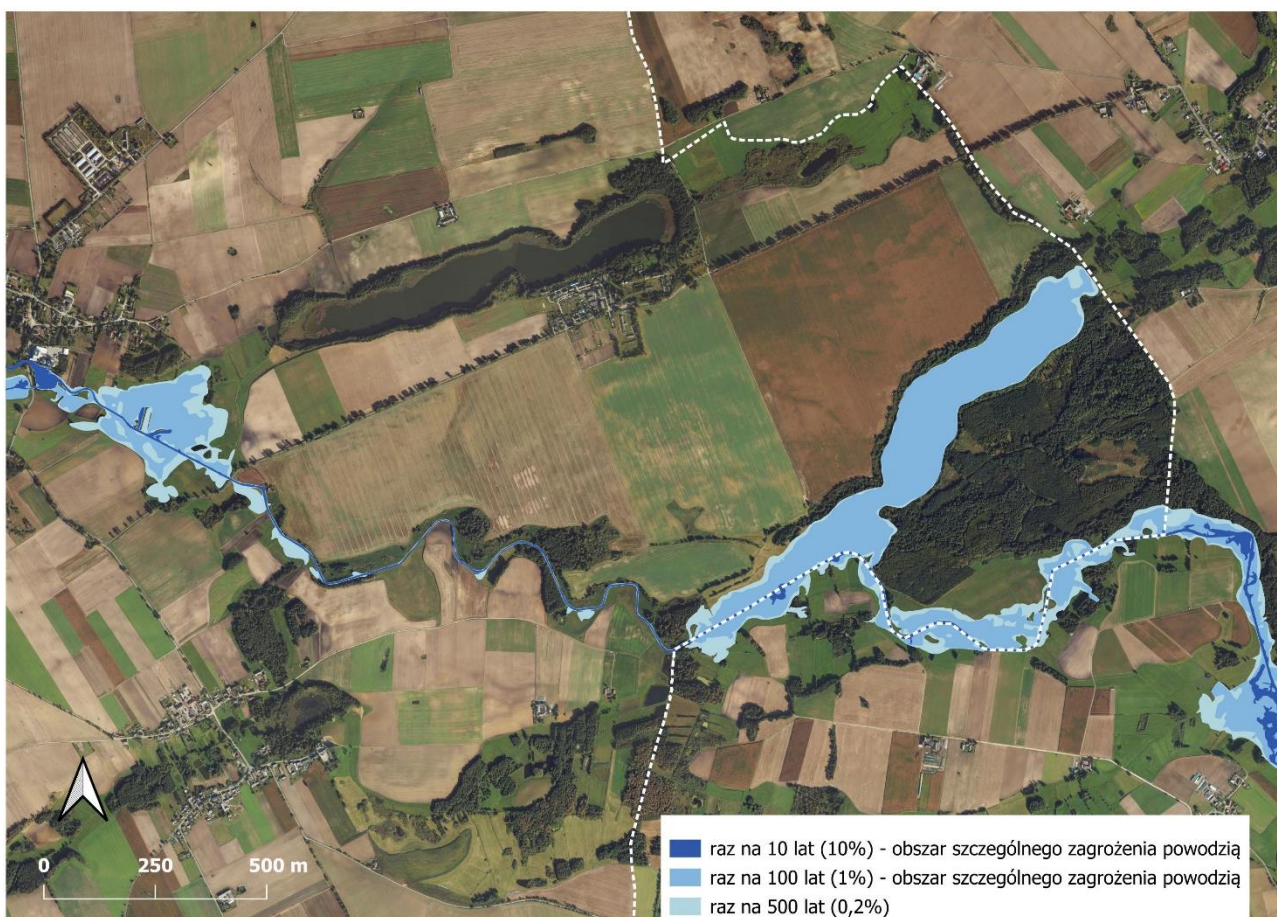 0 250 500 m
raz na 10 lat (10%) - obszar szczególnego zagrożenia powodzią
raz na 100 lat (1%) - obszar szczególnego zagrożenia powodzią
raz na 500 lat (0,2%)